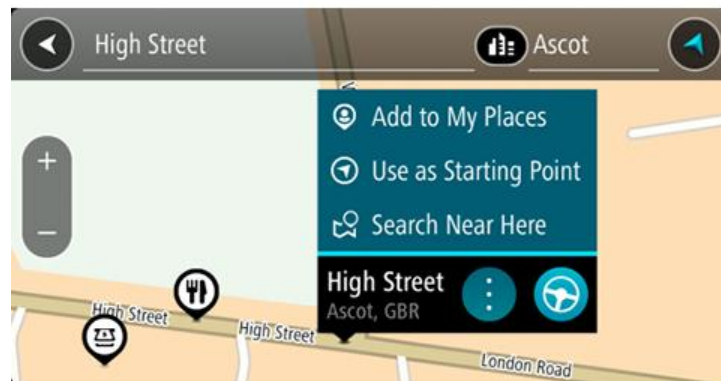 High Street
Ascot
Add to My Places
Use as Starting Point
Search Near Here
High Street
Ascot, GBR
High Street
High Street
London Road